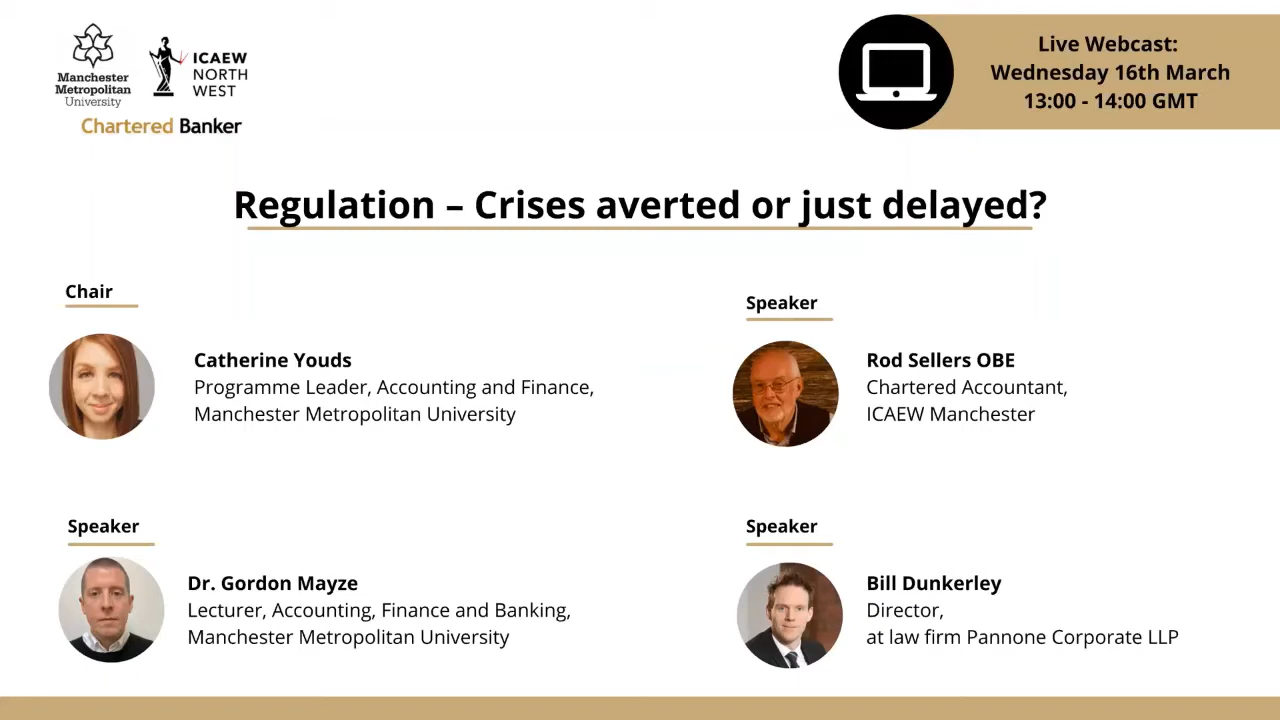 Manchester
Metropolitan
University
ICAEW
NORTH
WEST
Chartered Banker
Live Webcast:
Wednesday 16th March
13:00 - 14:00 GMT
Regulation – Crises averted or just delayed?
Chair
Catherine Youds
Programme Leader, Accounting and Finance,
Manchester Metropolitan University
Speaker
Rod Sellers OBE
Chartered Accountant,
ICAEW Manchester
Speaker
Dr. Gordon Mayze
Lecturer, Accounting, Finance and Banking,
Manchester Metropolitan University
Speaker
Bill Dunkerley
Director,
at law firm Pannone Corporate LLP